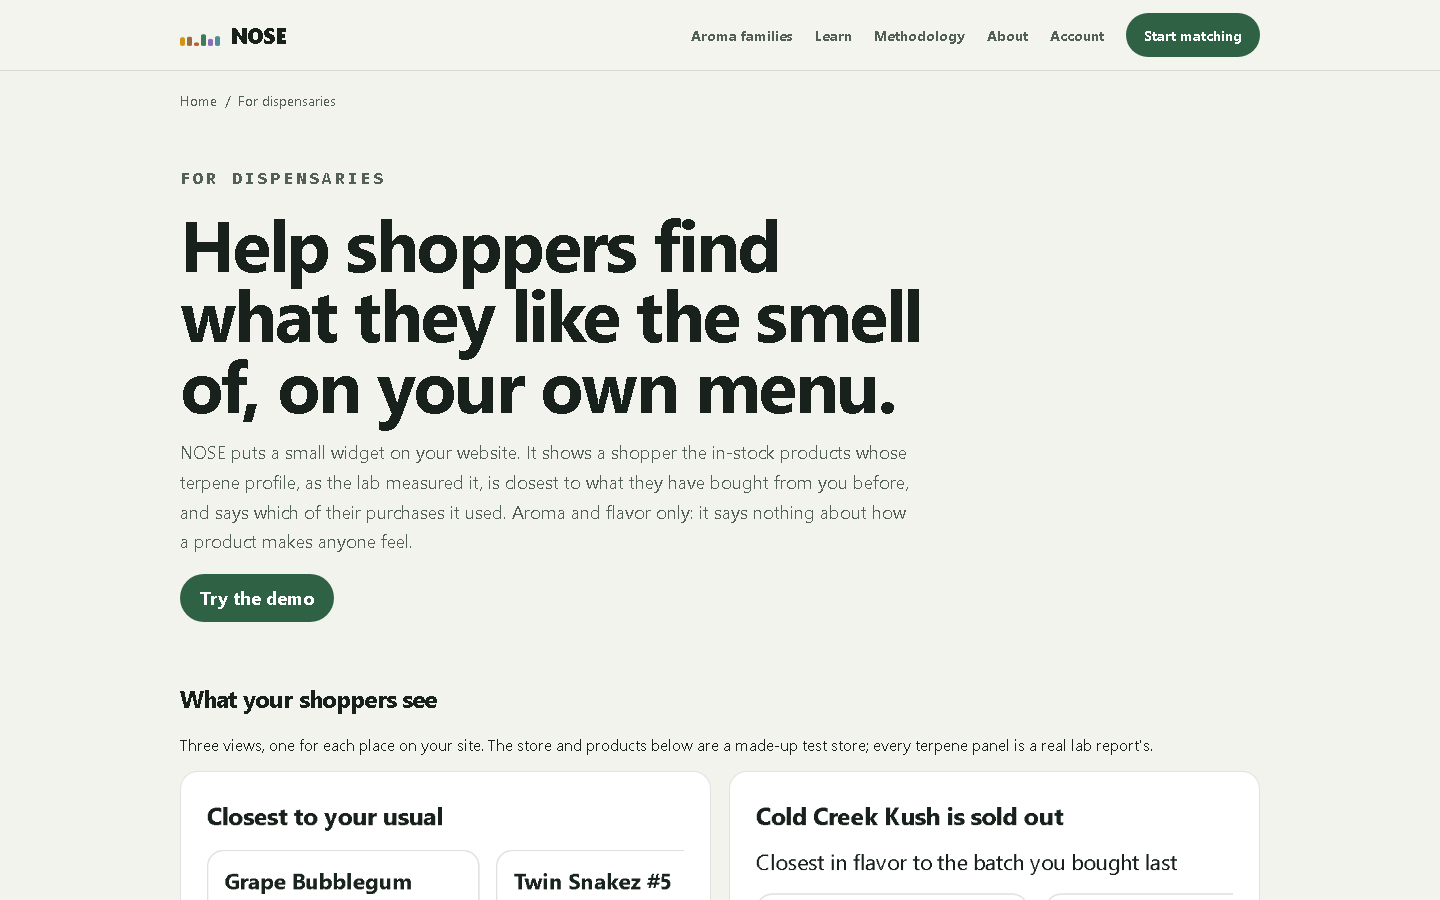 NOSE
Aroma families
Learn
Methodology
About
Account
Start matching
Home / For dispensaries
FOR DISPENSARIES
Help shoppers find
what they like the smell
of, on your own menu.
NOSE puts a small widget on your website. It shows a shopper the in-stock products whose
terpene profile, as the lab measured it, is closest to what they have bought from you before,
and says which of their purchases it used. Aroma and flavor only: it says nothing about how
a product makes anyone feel.
Try the demo
What your shoppers see
Three views, one for each place on your site. The store and products below are a made-up test store; every terpene panel is a real lab report's.
Closest to your usual
Grape Bubblegum
Twin Snakez #5
Cold Creek Kush is sold out
Closest in flavor to the batch you bought last